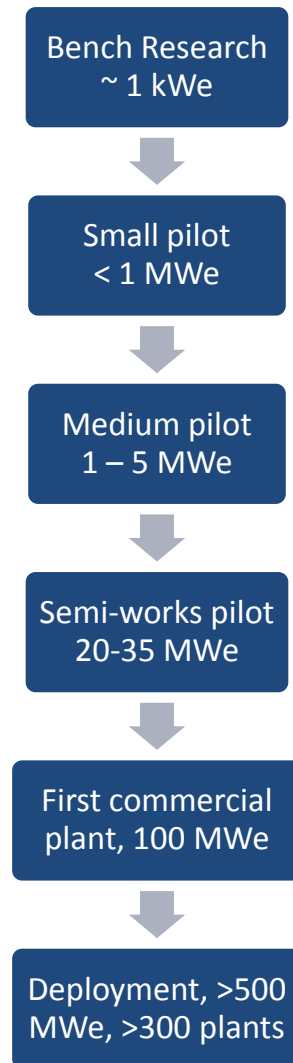 Bench Research
~ 1 kWe
Small pilot
< 1 MWe
Medium pilot
1 – 5 MWe
Semi-works pilot
20-35 MWe
First commercial
plant, 100 MWe
Deployment, >500
MWe, >300 plants